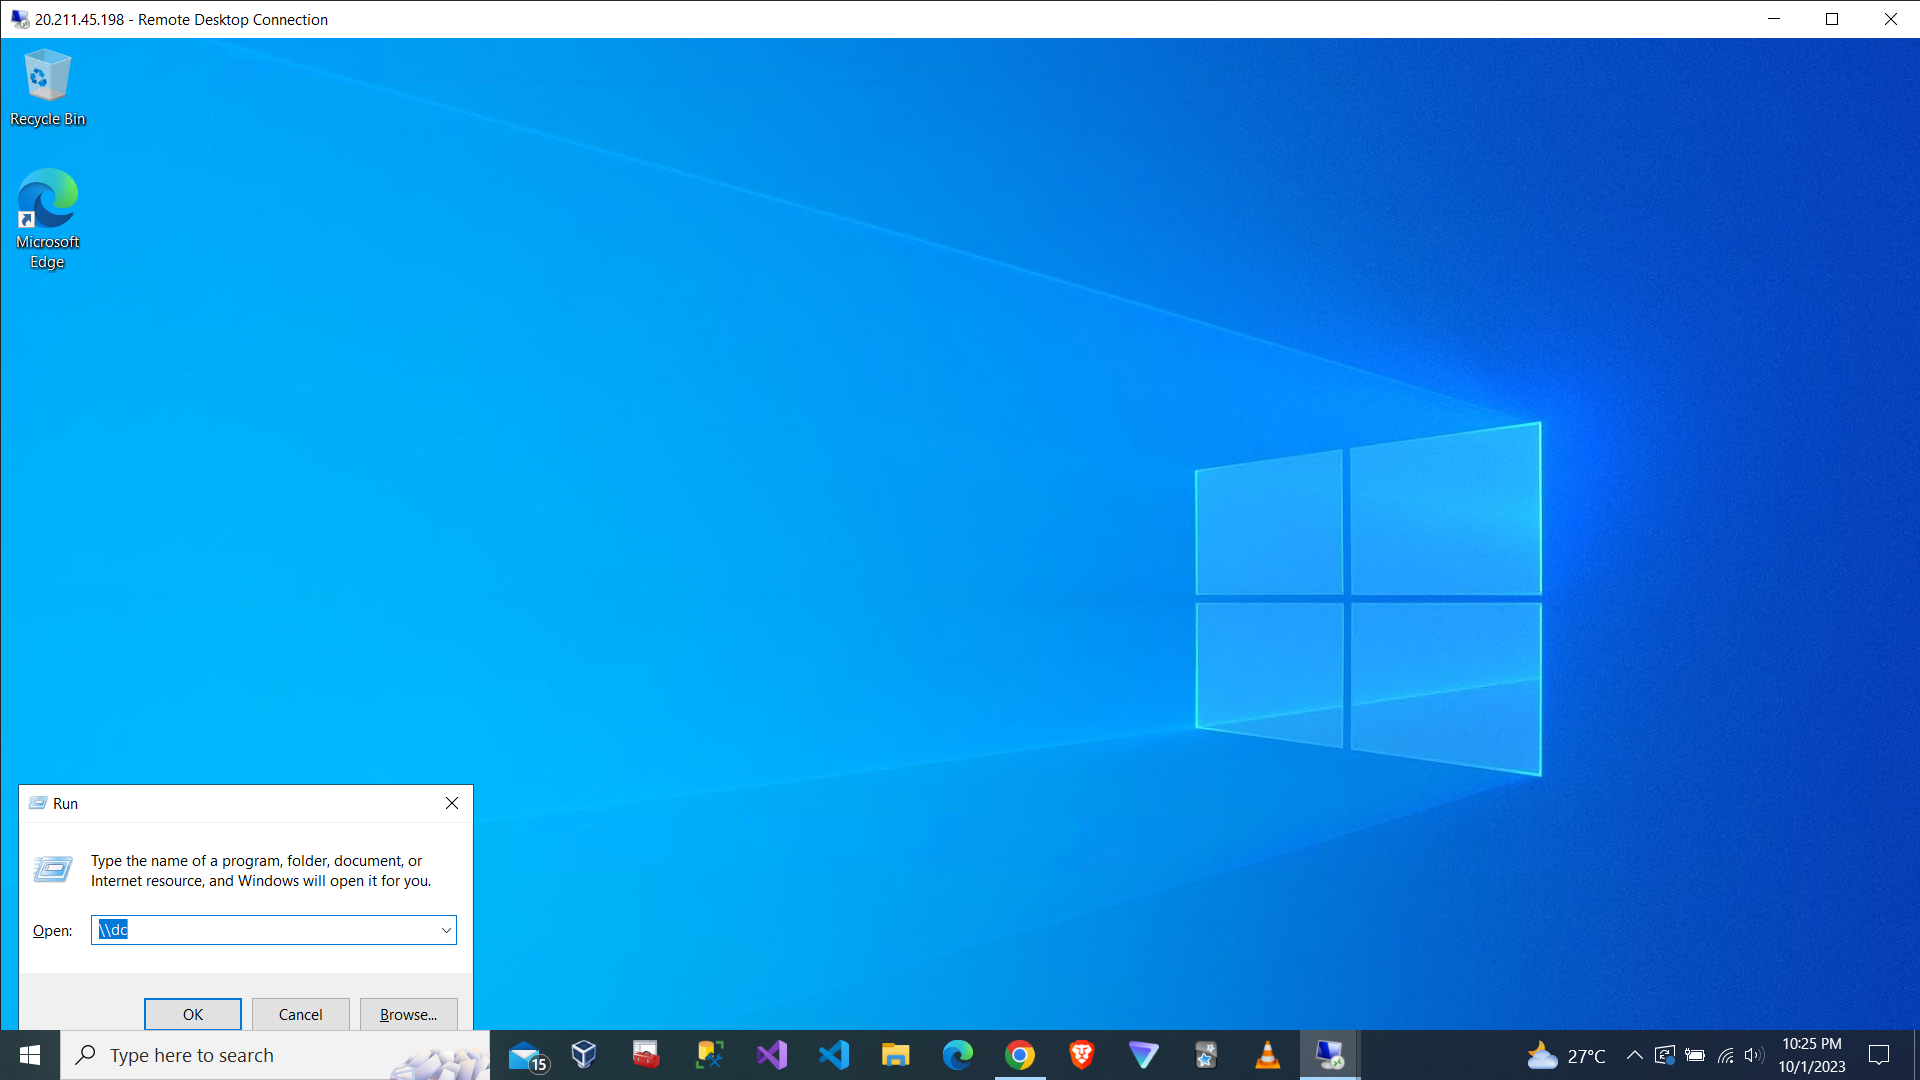 20.211.45.198 - Remote Desktop Connection
Recycle Bin
Microsoft
Edge
Run
Type the name of a program, folder, document, or
Internet resource, and Windows will open it for you.
Open:
\\dc
OK
Cancel
Browse...
Type here to search
15
27°C
10:25 PM
10/1/2023